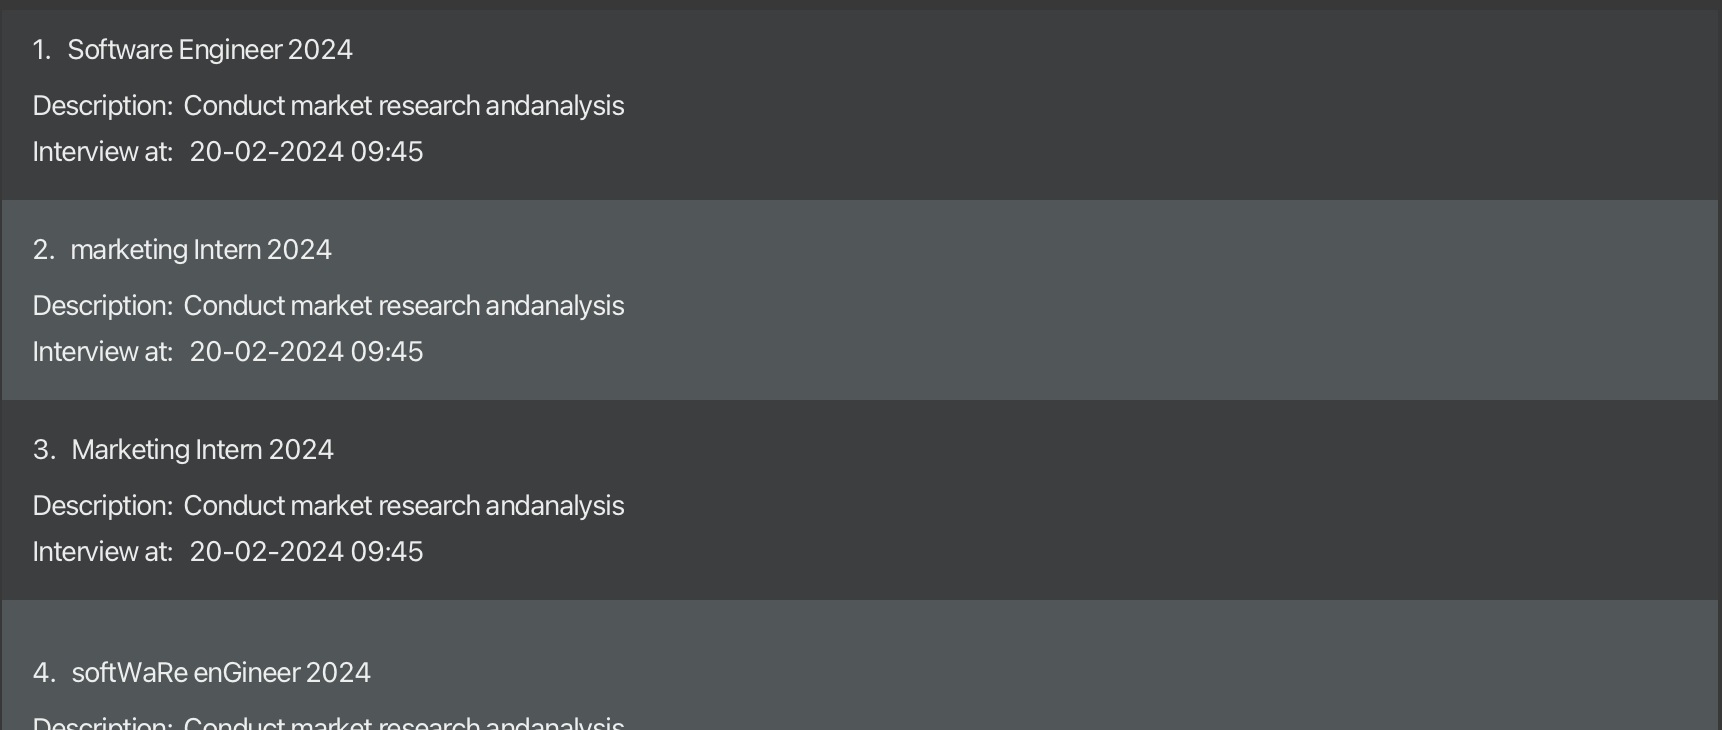 1. Software Engineer 2024
Description: Conduct market research andanalysis
Interview at: 20-02-2024 09:45
2. marketing Intern 2024
Description: Conduct market research andanalysis
Interview at: 20-02-2024 09:45
3. Marketing Intern 2024
Description: Conduct market research andanalysis
Interview at: 20-02-2024 09:45
4. softWaRe enGineer 2024
Description: Conduct market research andanalysis